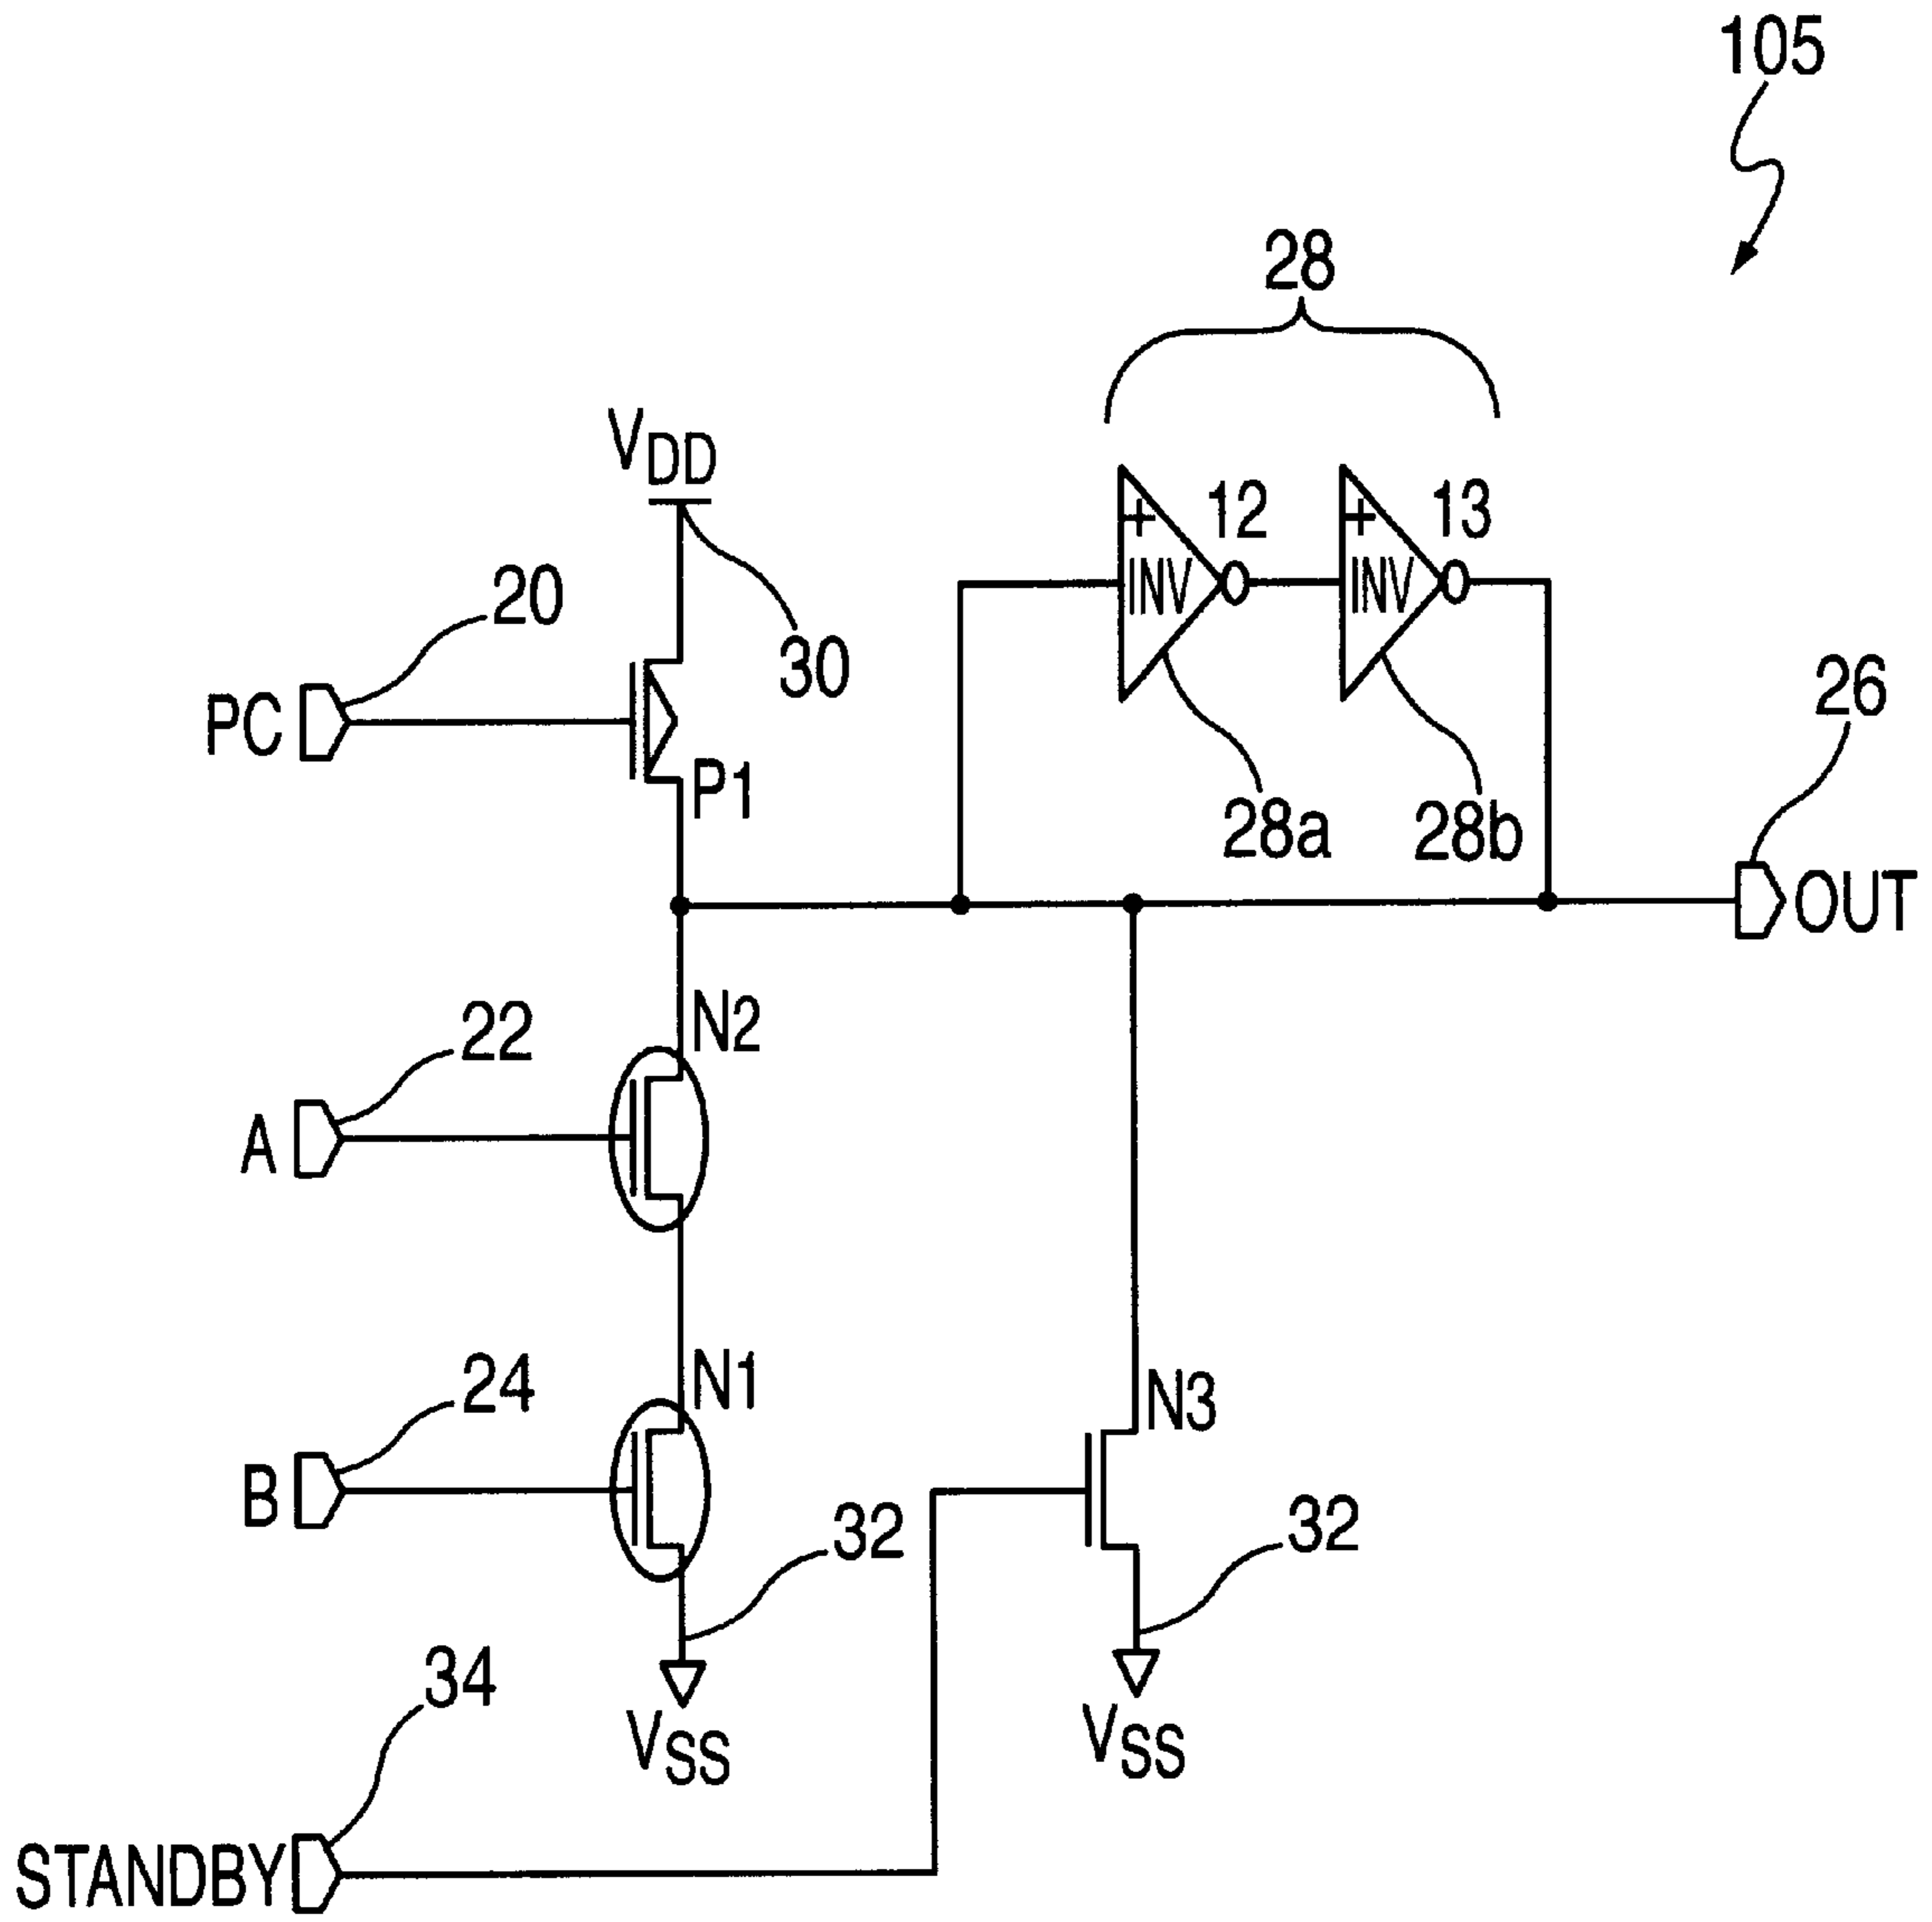 105
28
VDD
12
13
INV
INV
20
30
PC
P1
28a
28b
26
OUT
N2
22
A
N1
24
N3
B
32
32
34
VSS
VSS
STANDBY